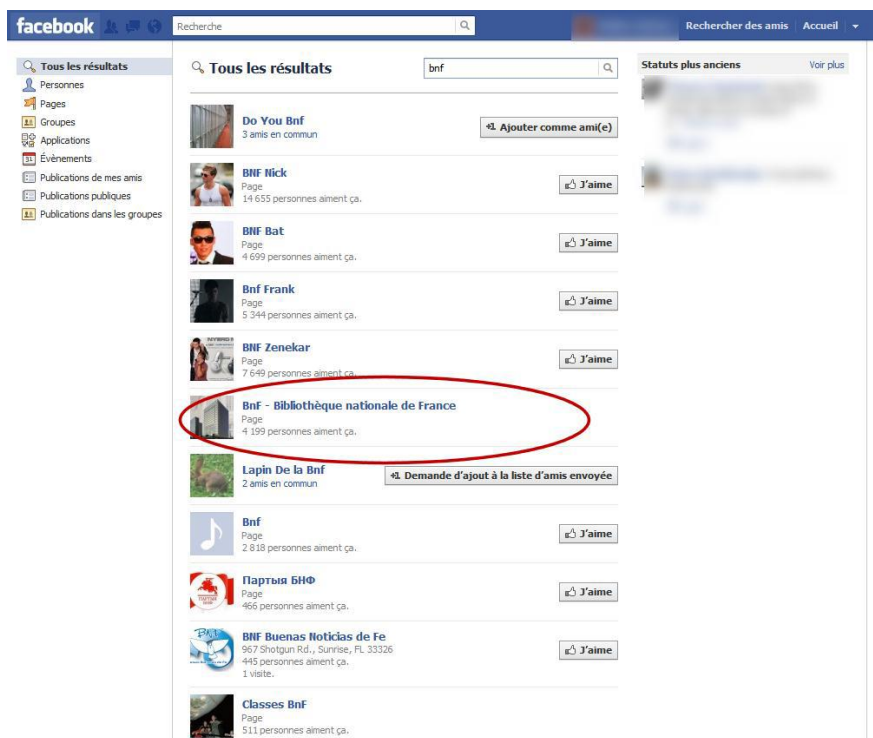 facebook
Recherche
Rechercher des amis
Accueil
Tous les résultats
Personnes
Pages
Groupes
Applications
Évènements
Publications de mes amis
Publications publiques
Publications dans les groupes
Tous les résultats
bnf
Do You Bnf
3 amis en commun
+1 Ajouter comme ami(e)
BNF Nick
Page
14 655 personnes aiment ça.
J'aime
BNF Bat
Page
4 699 personnes aiment ça.
J'aime
Bnf Frank
Page
5 344 personnes aiment ça.
J'aime
BNF Zenekar
Page
7 649 personnes aiment ça.
J'aime
BnF - Bibliothèque nationale de France
Page
4 199 personnes aiment ça.
Lapin De la Bnf
2 amis en commun
+1 Demande d'ajout à la liste d'amis envoyée
Bnf
Page
2 818 personnes aiment ça.
J'aime
Партыя БНФ
Page
466 personnes aiment ça.
J'aime
BNF Buenas Noticias de Fe
967 Shotgun Rd., Sunrise, FL 33326
445 personnes aiment ça.
1 visite.
J'aime
Classes BnF
Page
511 personnes aiment ça.
Statuts plus anciens
Voir plus